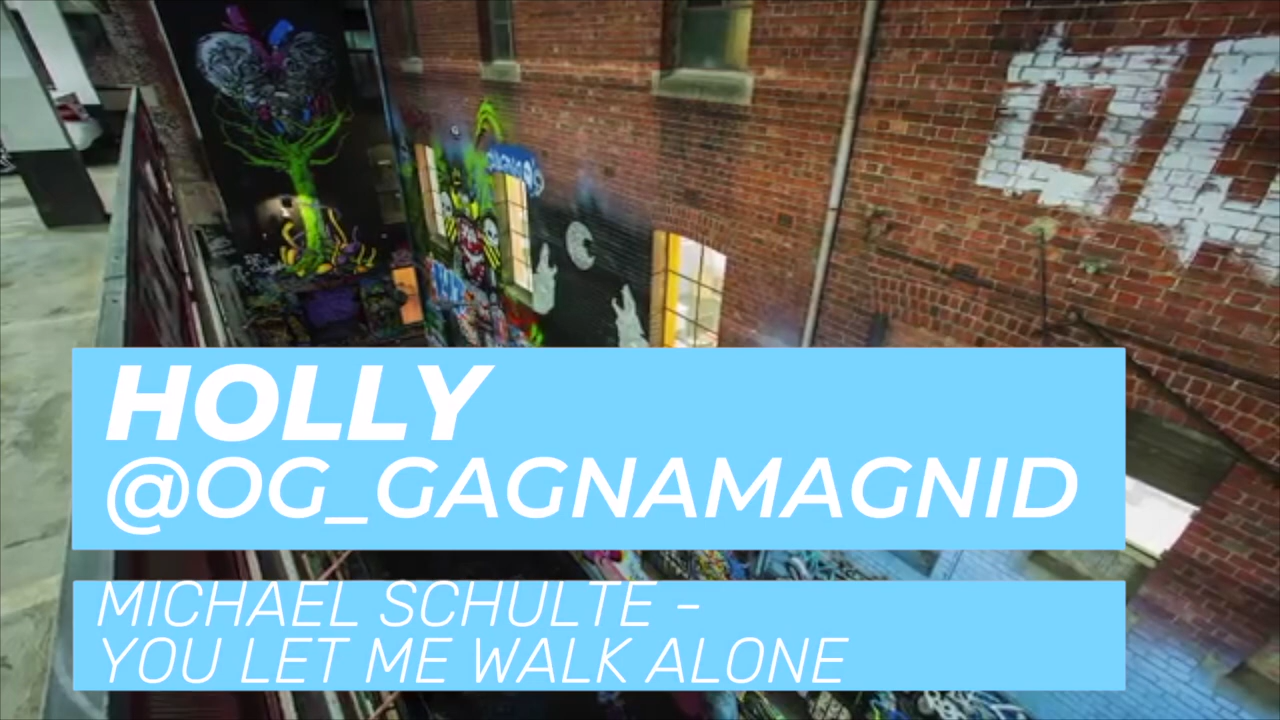 HOLLY
@OG_GAGNAMAGNID
MICHAEL SCHULTE -
YOU LET ME WALK ALONE